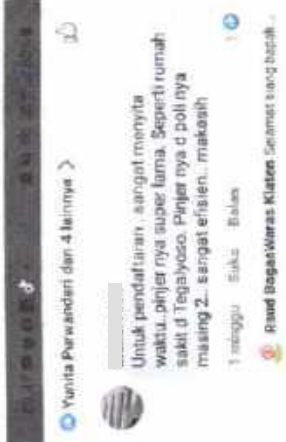 Yunita Purwandari dan 4 lainnya >
Untuk pendaftaran.. sangat menyita
waktu. pinjer nya super lama. Seperti rumah
sakit d Tegalyoso. Pinjer nya d poli nya
masing 2.. sangat efisien.. makasih
1 minggu Suka Balas 1
Rsud BagasWaras Klaten Selamat siang bapak...